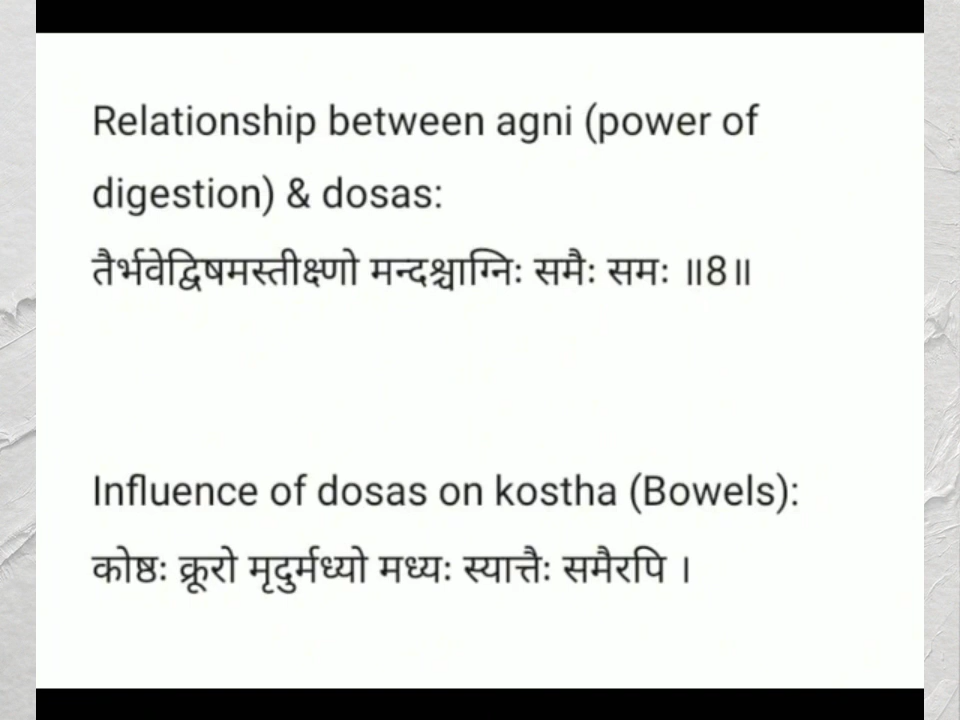 Relationship between agni (power of
digestion) & dosas:
तैर्भवेद्विषमस्तीक्ष्णो मन्दश्चाग्निः समैः समः ॥8॥
Influence of dosas on kostha (Bowels):
कोष्ठः क्रूरो मृदुर्मध्यो मध्यः स्यात्तैः समैरपि ।